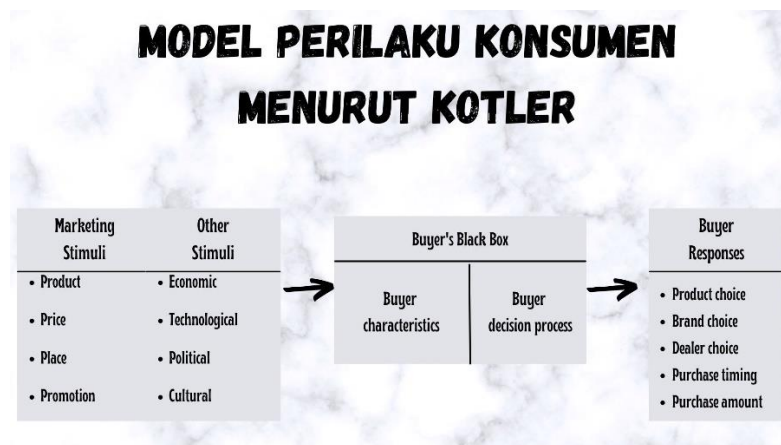 MODEL PERILAKU KONSUMEN
MENURUT KOTLER
Marketing
Stimuli
• Product
• Price
• Place
• Promotion
Other
Stimuli
• Economic
• Technological
• Political
• Cultural
Buyer's Black Box
Buyer
characteristics
Buyer
decision process
Buyer
Responses
• Product choice
• Brand choice
• Dealer choice
• Purchase timing
• Purchase amount